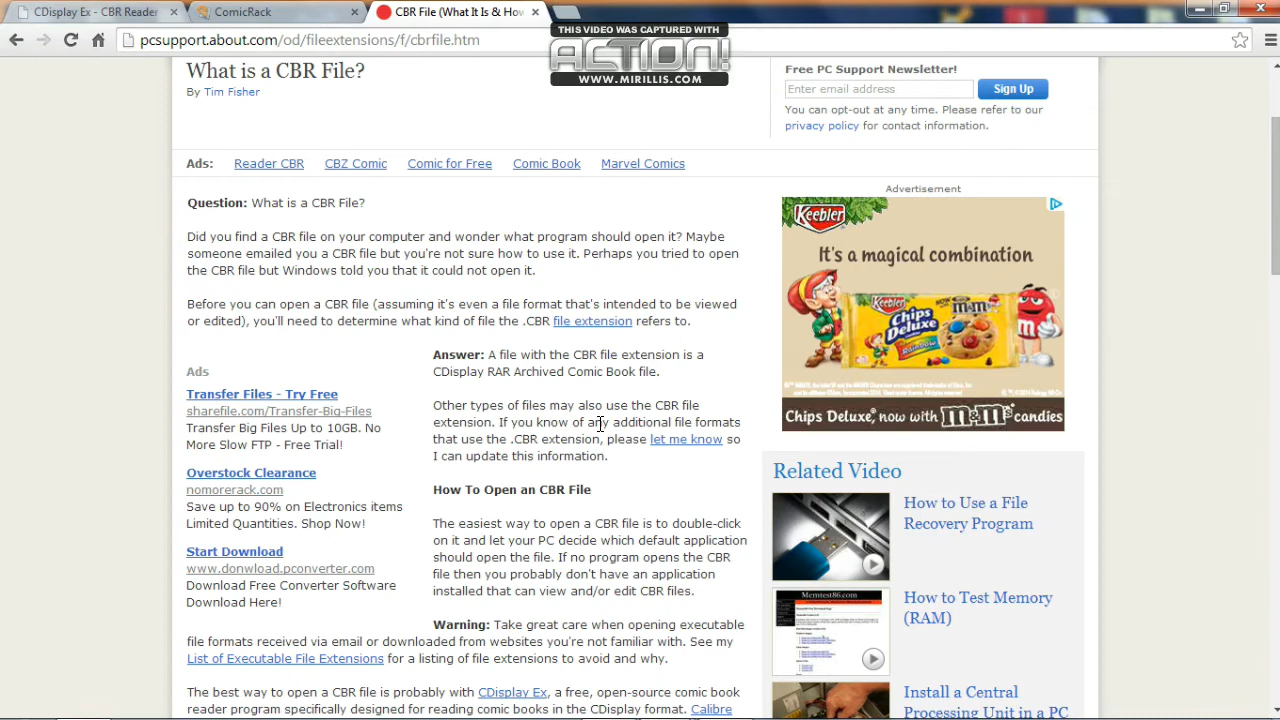 CDisplay Ex - CBR Reader
ComicRack
CBR File (What It Is & How
THIS VIDEO WAS CAPTURED WITH
ACTION!
WWW.MIRILLIS.COM
pcsupport.about.com/od/fileextensions/f/cbrfile.htm
What is a CBR File?
By Tim Fisher
Free PC Support Newsletter!
Enter email address
Sign Up
You can opt-out at any time. Please refer to our
privacy policy for contact information.
Ads: Reader CBR CBZ Comic Comic for Free Comic Book Marvel Comics
Question: What is a CBR File?
Did you find a CBR file on your computer and wonder what program should open it? Maybe
someone emailed you a CBR file but you're not sure how to use it. Perhaps you tried to open
the CBR file but Windows told you that it could not open it.
Before you can open a CBR file (assuming it's even a file format that's intended to be viewed
or edited), you'll need to determine what kind of file the .CBR file extension refers to.
Ads
Transfer Files - Try Free
sharefile.com/Transfer-Big-Files
Transfer Big Files Up to 10GB. No
More Slow FTP - Free Trial!
Overstock Clearance
nomorerack.com
Save up to 90% on Electronics items
Limited Quantities. Shop Now!
Start Download
www.donwload.pconverter.com
Download Free Converter Software
Download Here!
Answer: A file with the CBR file extension is a
CDisplay RAR Archived Comic Book file.
Other types of files may also use the CBR file
extension. If you know of any additional file formats
that use the .CBR extension, please let me know so
I can update this information.
How To Open an CBR File
The easiest way to open a CBR file is to double-click
on it and let your PC decide which default application
should open the file. If no program opens the CBR
file then you probably don't have an application
installed that can view and/or edit CBR files.
Warning: Take great care when opening executable
file formats received via email or downloaded from websites you're not familiar with. See my
List of Executable File Extensions for a listing of file extensions to avoid and why.
The best way to open a CBR file is probably with CDisplay Ex, a free, open-source comic book
reader program specifically designed for reading comic books in the CDisplay format. Calibre
Advertisement
Keebler
It's a magical combination
Keebler
Chips
Deluxe
NOW with
m&m's
Rainbow
Chips Deluxe, now with m&m's candies
Related Video
How to Use a File
Recovery Program
Memtest86.com
How to Test Memory
(RAM)
Install a Central
Processing Unit in a PC